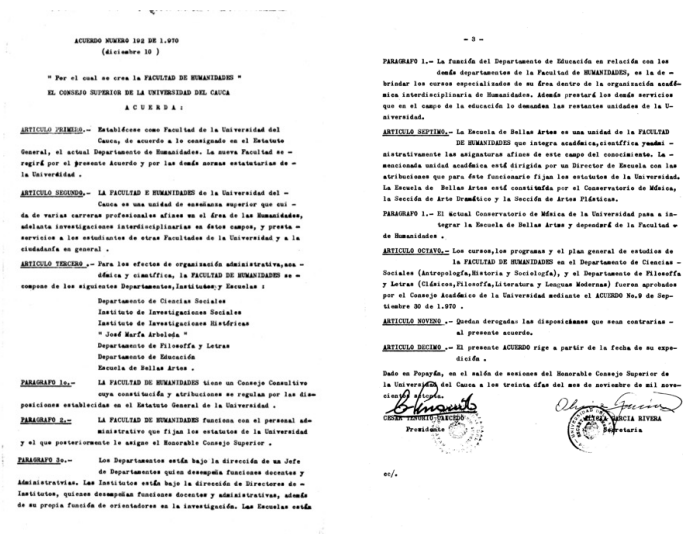 ACUERDO NUMERO 192 DE 1.970
(diciembre 10 )
" Por el cual se crea la FACULTAD DE HUMANIDADES "
EL CONSEJO SUPERIOR DE LA UNIVERSIDAD DEL CAUCA
A C U E R D A :
ARTICULO PRIMERO.- Establécese como Facultad de la Universidad del
Cauca, de acuerdo a lo consignado en el Estatuto
General, el actual Departamento de Humanidades. La nueva Facultad se -
regirá por el presente Acuerdo y por las demás normas estatutarias de -
la Univerdidad .
ARTICULO SEGUNDO.- LA FACULTAD E HUMANIDADES de la Universidad del -
Cauca es una unidad de enseñanza superior que cui -
da de varias carreras profesionales afines en el área de las Humanidades,
adelanta investigaciones interdisciplinarias en éstos campos, y presta -
servicios a los estudiantes de otras Facultades de la Universidad y a la
ciudadanía en general .
ARTICULO TERCERO .- Para los efectos de organización administrativa,aca -
démica y científica, la FACULTAD DE HUMANIDADES se -
compone de los siguientes Departamentos,Institutos,y Escuelas :
Departamento de Ciencias Sociales
Instituto de Investigaciones Sociales
Instituto de Investigaciones Históricas
" José María Arboleda "
Departamento de Filosofía y Letras
Departamento de Educación
Escuela de Bellas Artes .
PARAGRAFO 1o.- LA FACULTAD DE HUMANIDADES tiene un Consejo Consultivo
cuya constitución y atribuciones se regulan por las dis-
posiciones establecidas en el Estatuto General de la Universidad .
PARAGRAFO 2.- LA FACULTAD DE HUMANIDADES funciona con el personal ad-
ministrativo que fijan los estatutos de la Universidad
y el que posteriormente le asigne el Honorable Consejo Superior .
PARAGRAFO 3o.- Los Departamentos están bajo la dirección de un Jefe
de Departamentos quien desempeña funciones docentes y
Administratvias. Las Institutos están bajo la dirección de Directores de -
Institutos, quienes desempeñan funciones docentes y administrativas, además
de su propia función de orientadores en la investigación. Las Escuelas están
- 3 -
PARAGRAFO 1.- La función del Departamento de Educación en relación con los
demás departamentos de la Facultad de HUMANIDADES, es la de -
brindar los cursos especializados de su área dentro de la organización acadé-
mica interdisciplinaria de Humanidades. Además prestará los demás servicios
que en el campo de la educación lo demanden las restantes unidades de la U-
niversidad.
ARTICULO SEPTIMO.- La Escuela de Bellas Artes es una unidad de la FACULTAD
DE HUMANIDADES que integra académica,científica yeadmi -
nistrativamente las asignaturas afines de este campo del conocimiento. La -
mencionada unidad académica está dirigida por un Director de Escuela con las
atribuciones que para éste funcionario fijan los estatutos de la Universidad.
La Escuela de Bellas Artes está constituída por el Conservatorio de Música,
la Sección de Arte Dramático y la Sección de Artes Plásticas.
PARAGRAFO 1.- El actual Conservatorio de Música de la Universidad pasa a in-
tegrar la Escuela de Bellas Artes y dependerá de la Facultad -
de Humanidades .
ARTICULO OCTAVO.- Los cursos,los programas y el plan general de estudios de
la FACULTAD DE HUMANIDADES en el Departamento de Ciencias -
Sociales (Antropología,Historia y Sociología), y el Departamento de Filosofía
y Letras (Clásicos,Filosofía,Literatura y Lenguas Modernas) fueron aprobados
por el Consejo Académico de la Universidad mediante el ACUERDO No.9 de Sep-
tiembre 30 de 1.970 .
ARTICULO NOVENO .- Quedan derogadas las disposiciones que sean contrarias -
al presente acuerdo.
ARTICULO DECIMO .- El presente ACUERDO rige a partir de la fecha de su expe-
dición .
Dado en Popayán, en el salón de sesiones del Honorable Consejo Superior de
la Universidad del Cauca a los treinta días del mes de noviembre de mil nove-
cientos setenta.
CESAR TENORIO CAICEDO GARCIA RIVERA
Presidente Secretaria
cc/.